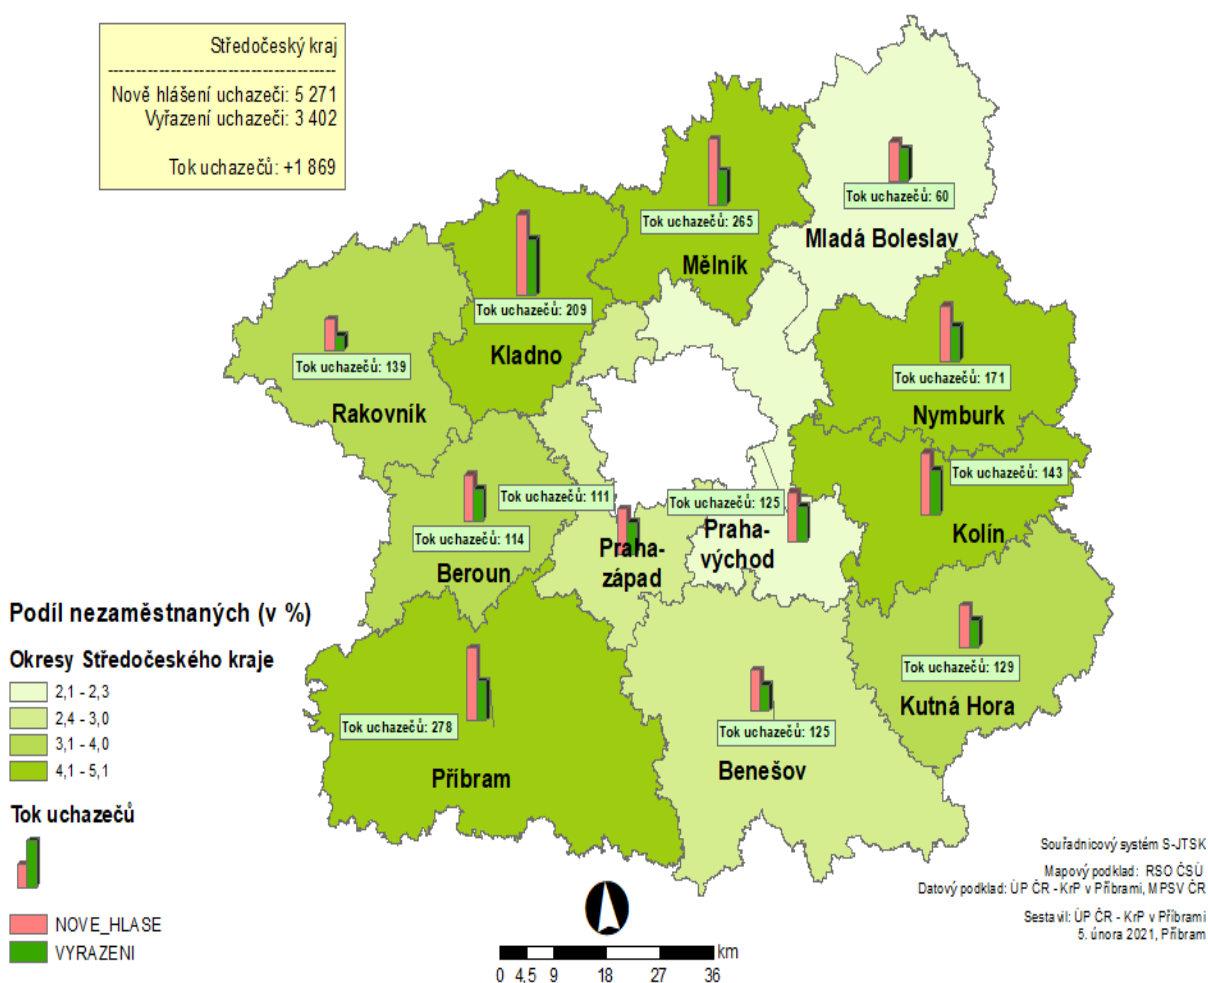 Středočeský kraj
----------------------------------------
Nově hlášení uchazeči: 5 271
Vyřazení uchazeči: 3 402
Tok uchazečů: +1 869
Tok uchazečů: 60
Mladá Boleslav
Tok uchazečů: 265
Mělník
Tok uchazečů: 209
Kladno
Tok uchazečů: 139
Rakovník
Tok uchazečů: 171
Nymburk
Tok uchazečů: 143
Kolín
Tok uchazečů: 111
Praha-
západ
Tok uchazečů: 125
Praha-
východ
Tok uchazečů: 114
Beroun
Tok uchazečů: 129
Kutná Hora
Tok uchazečů: 278
Příbram
Tok uchazečů: 125
Benešov
Podíl nezaměstnaných (v %)
Okresy Středočeského kraje
2,1 - 2,3
2,4 - 3,0
3,1 - 4,0
4,1 - 5,1
Tok uchazečů
NOVE_HLASE
VYRAZENI
km
0 4,5 9 18 27 36
Souřadnicový systém S-JTSK
Mapový podklad: RSO ČSÚ
Datový podklad: ÚP ČR - KrP v Příbrami, MPSV ČR
Sestavil: ÚP ČR - KrP v Příbrami
5. února 2021, Příbram